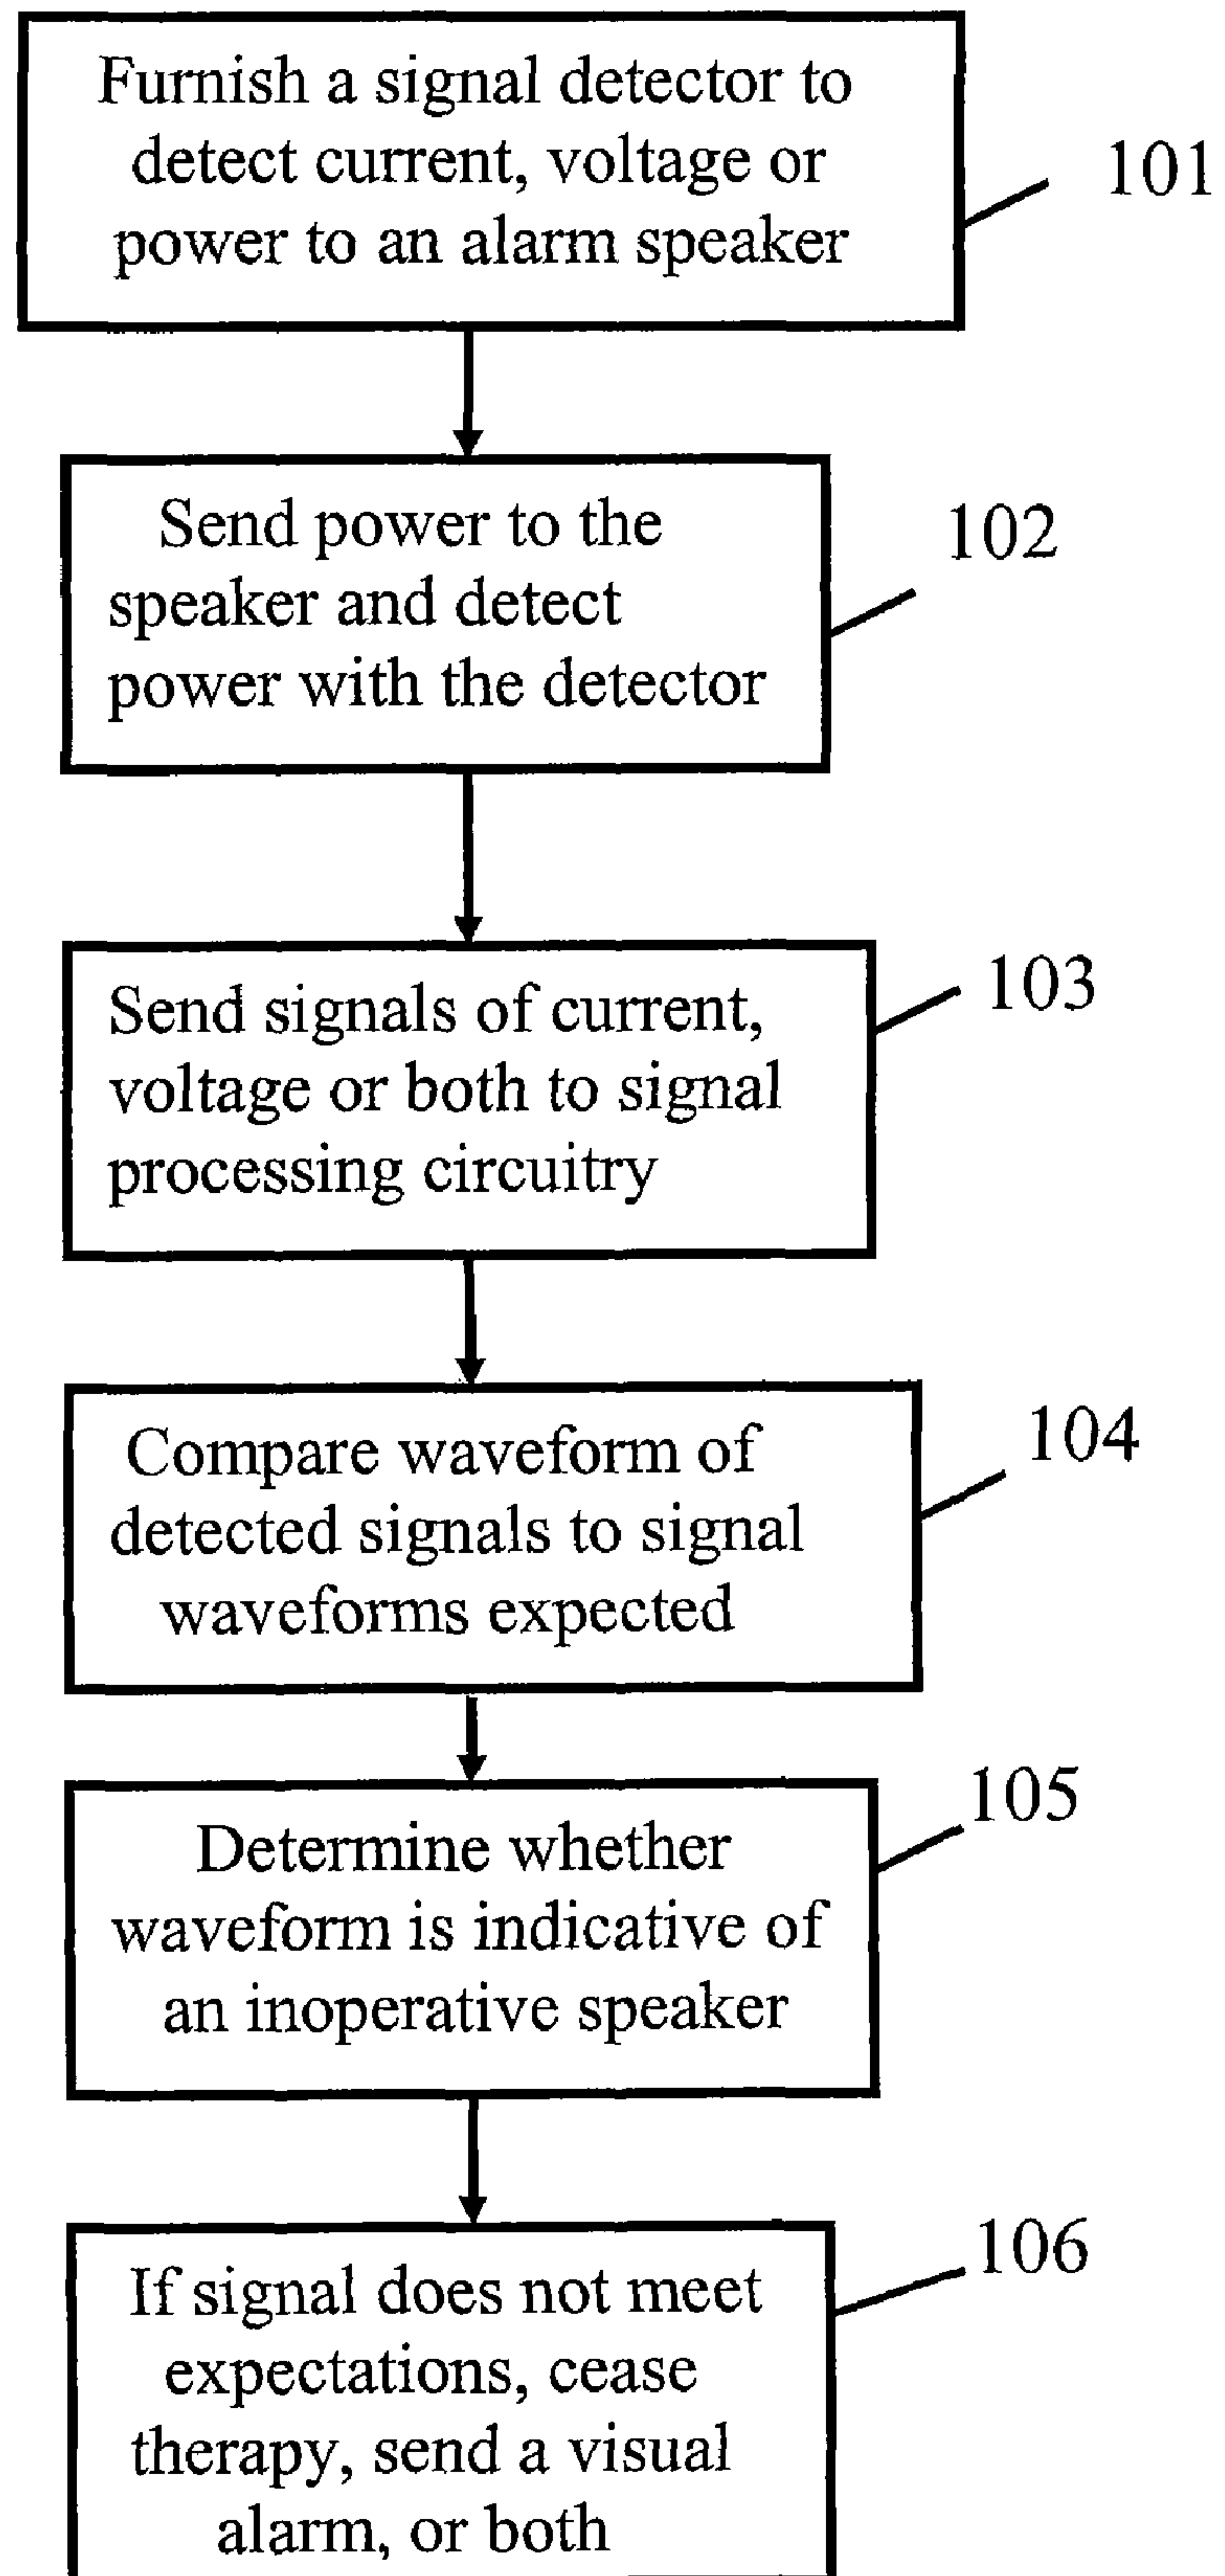 Furnish a signal detector to
detect current, voltage or
power to an alarm speaker
101
Send power to the
speaker and detect
power with the detector
102
Send signals of current,
voltage or both to signal
processing circuitry
103
Compare waveform of
detected signals to signal
waveforms expected
104
Determine whether
waveform is indicative of
an inoperative speaker
105
If signal does not meet
expectations, cease
therapy, send a visual
alarm, or both
106